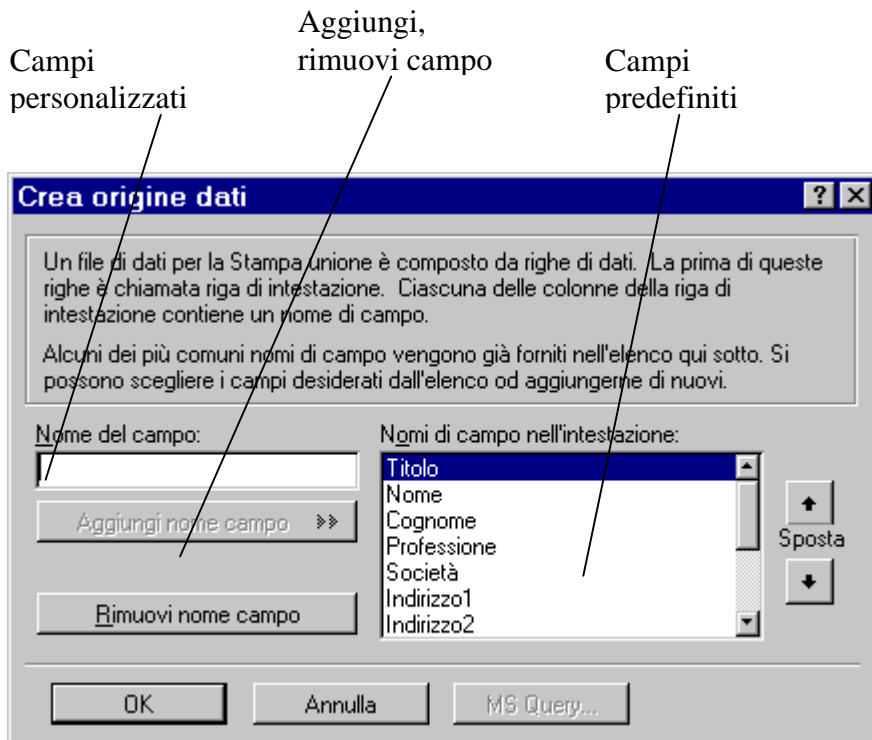 Aggiungi,
rimuovi campo
Campi
personalizzati
Campi
predefiniti
Crea origine dati
Un file di dati per la Stampa unione è composto da righe di dati. La prima di queste
righe è chiamata riga di intestazione. Ciascuna delle colonne della riga di
intestazione contiene un nome di campo.
Alcuni dei più comuni nomi di campo vengono già forniti nell'elenco qui sotto. Si
possono scegliere i campi desiderati dall'elenco od aggiungerne di nuovi.
Nome del campo:
Nomi di campo nell'intestazione:
Aggiungi nome campo
Rimuovi nome campo
Titolo
Nome
Cognome
Professione
Società
Indirizzo1
Indirizzo2
Sposta
OK
Annulla
MS Query...